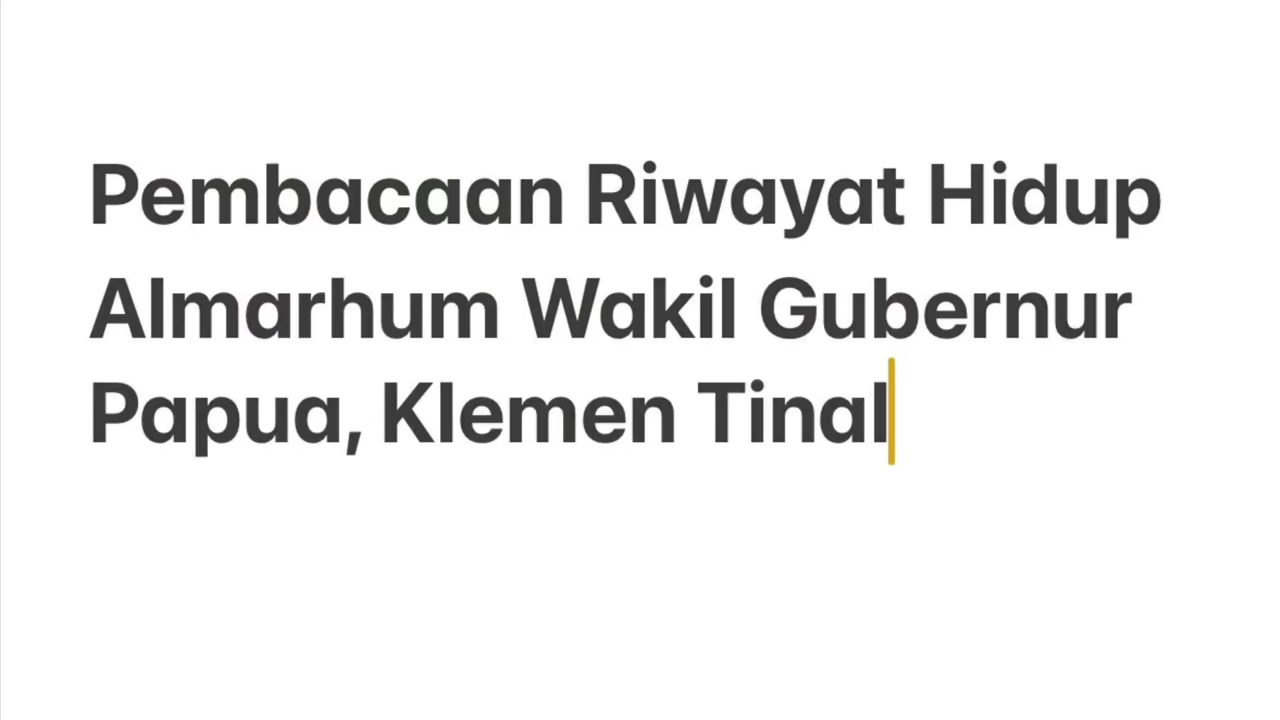 Pembacaan Riwayat Hidup
Almarhum Wakil Gubernur
Papua, Klemen Tinal